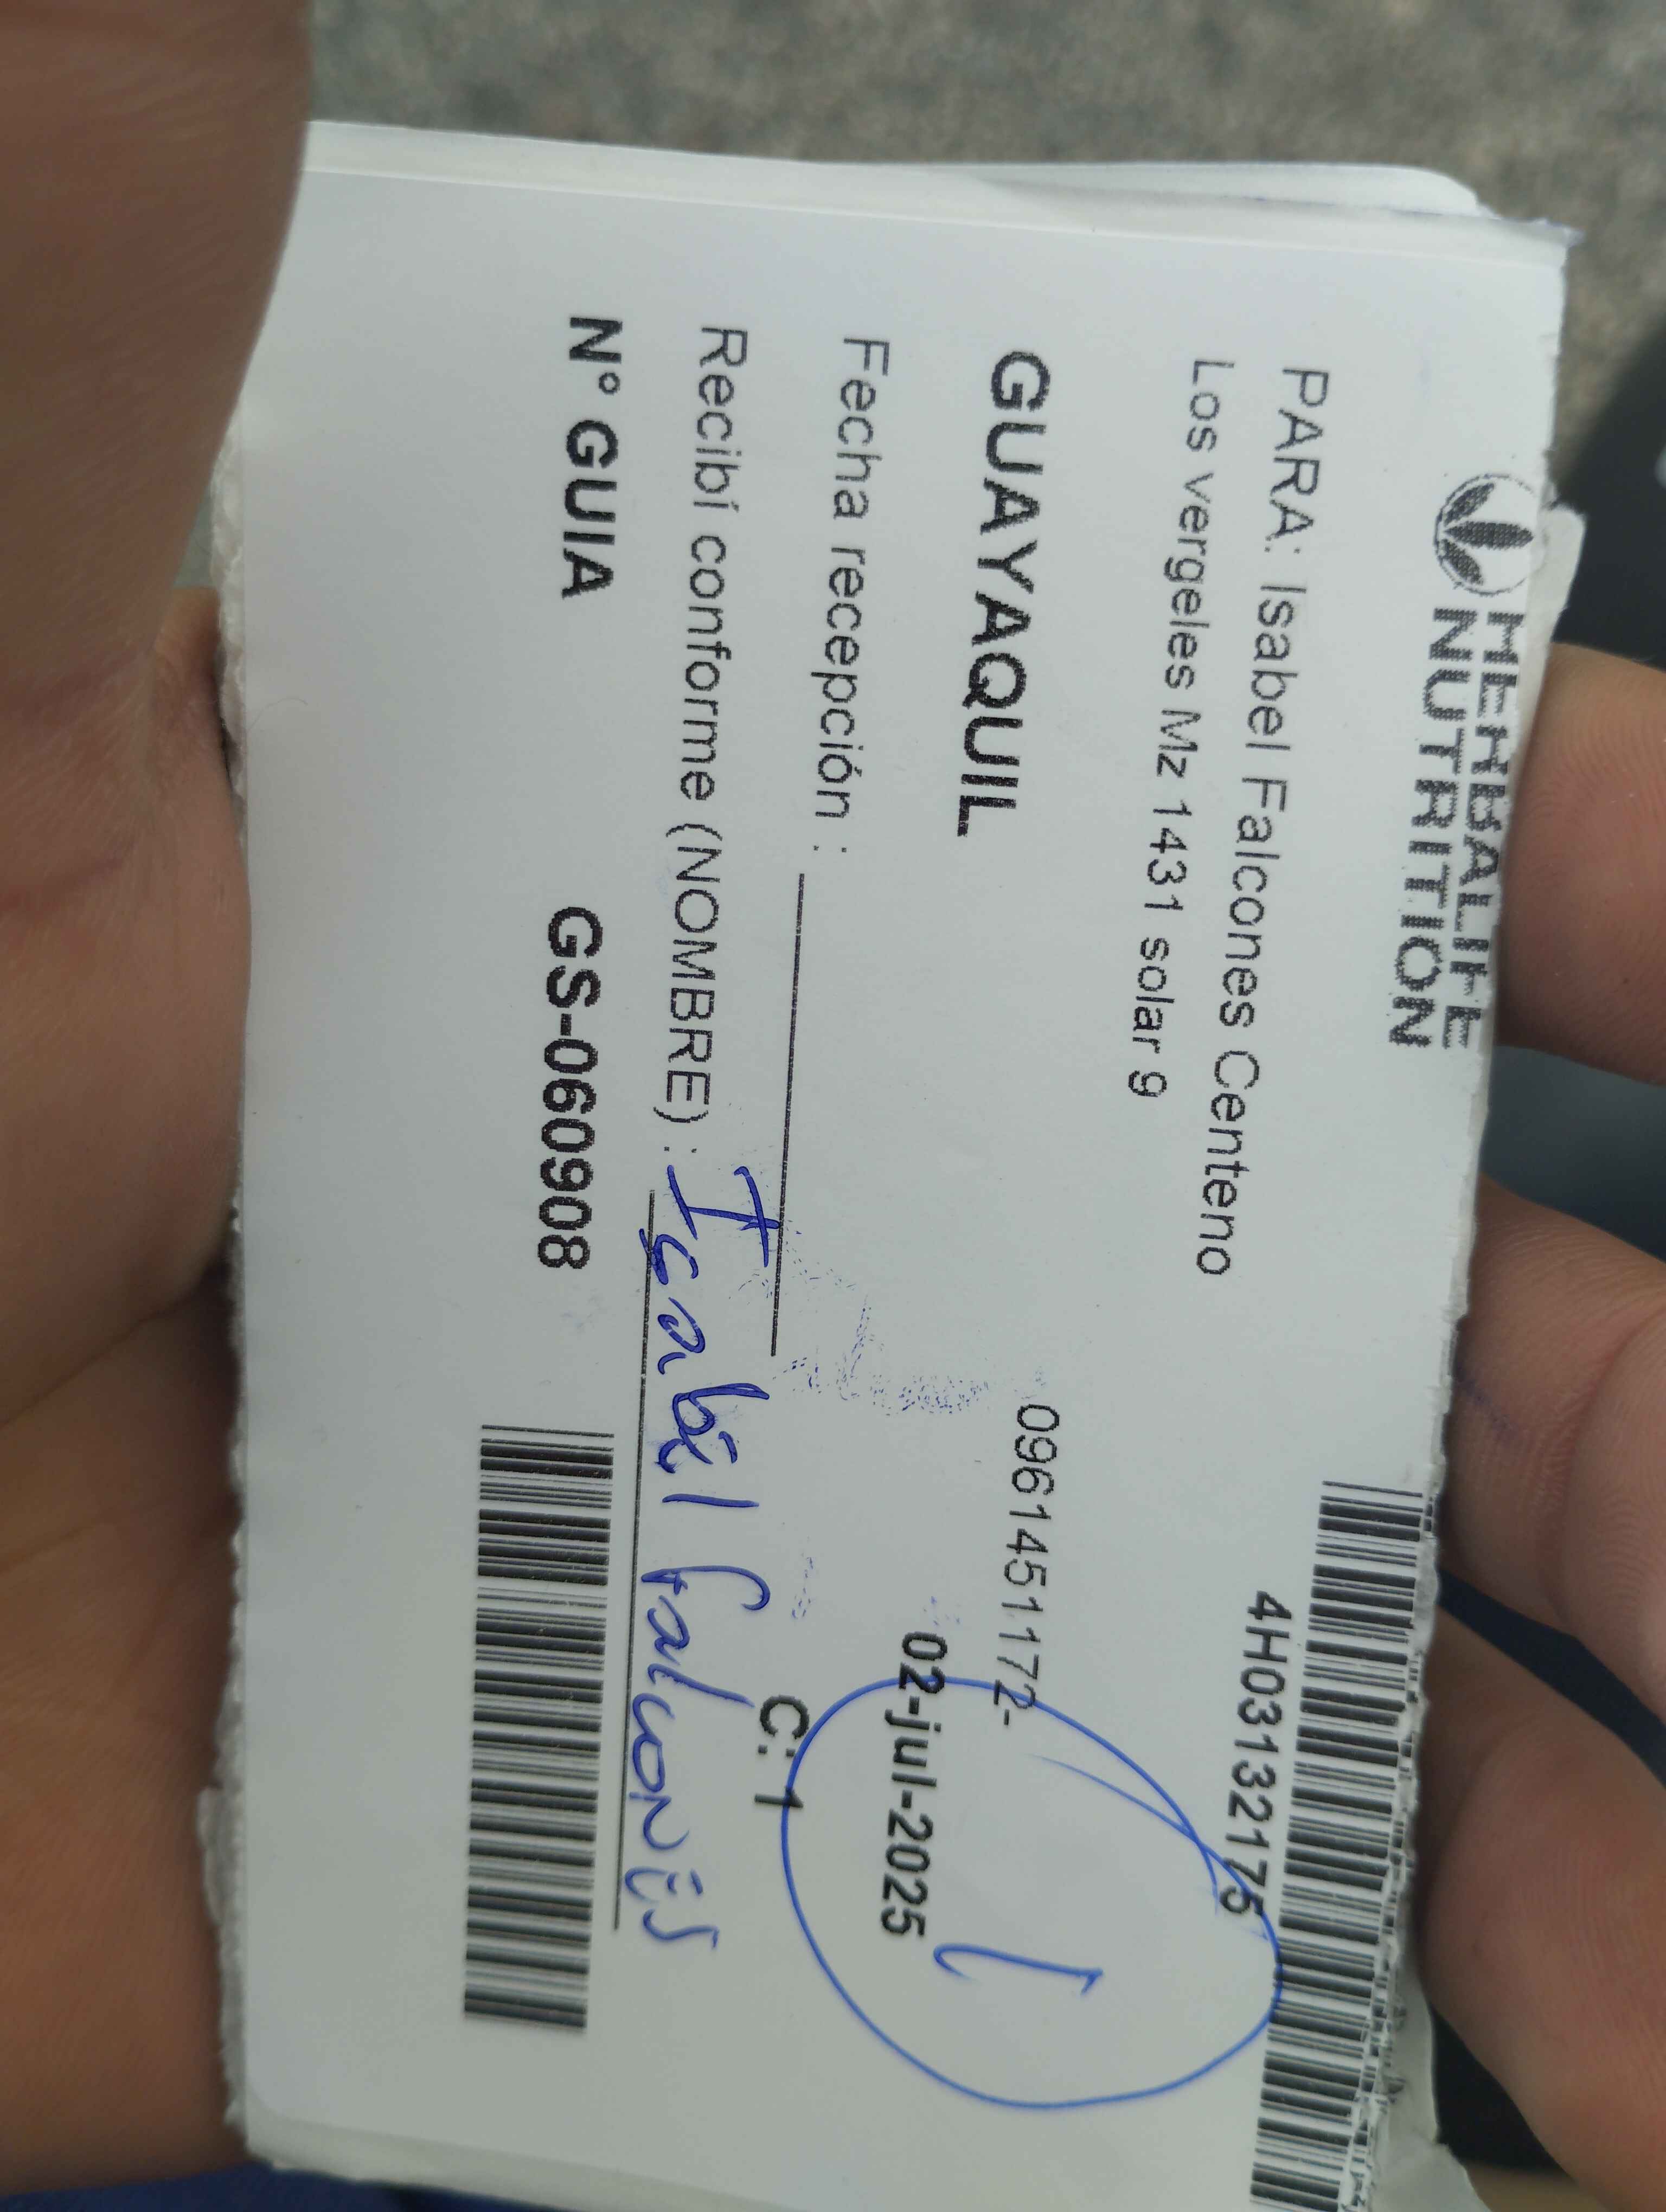 HERBALIFE
NUTRITION
4H03132175
PARA: Isabel Falcones Centeno
Los vergeles Mz 1431 solar 9
0961451172-
GUAYAQUIL
02-jul-2025
1
Fecha recepción :
C: 1
Recibí conforme (NOMBRE) : Isabel falcones
N° GUIA GS-060908